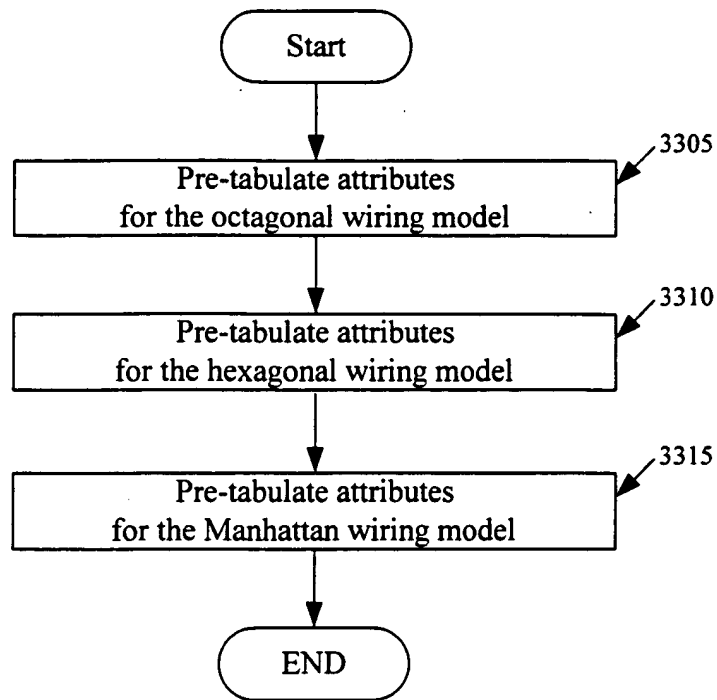 Start
3305
Pre-tabulate attributes
for the octagonal wiring model
3310
Pre-tabulate attributes
for the hexagonal wiring model
3315
Pre-tabulate attributes
for the Manhattan wiring model
END